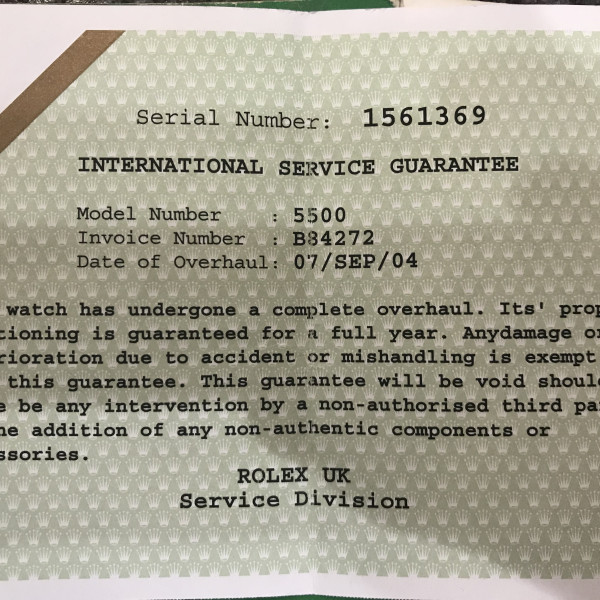 Serial Number: 1561369
INTERNATIONAL SERVICE GUARANTEE
Model Number : 5500
Invoice Number : B84272
Date of Overhaul: 07/SEP/04
watch has undergone a complete overhaul. Its' prop
tioning is guaranteed for a full year. Anydamage or
rioration due to accident or mishandling is exempt
this guarantee. This guarantee will be void should
e be any intervention by a non-authorised third pa
he addition of any non-authentic components or
ssories.
ROLEX UK
Service Division